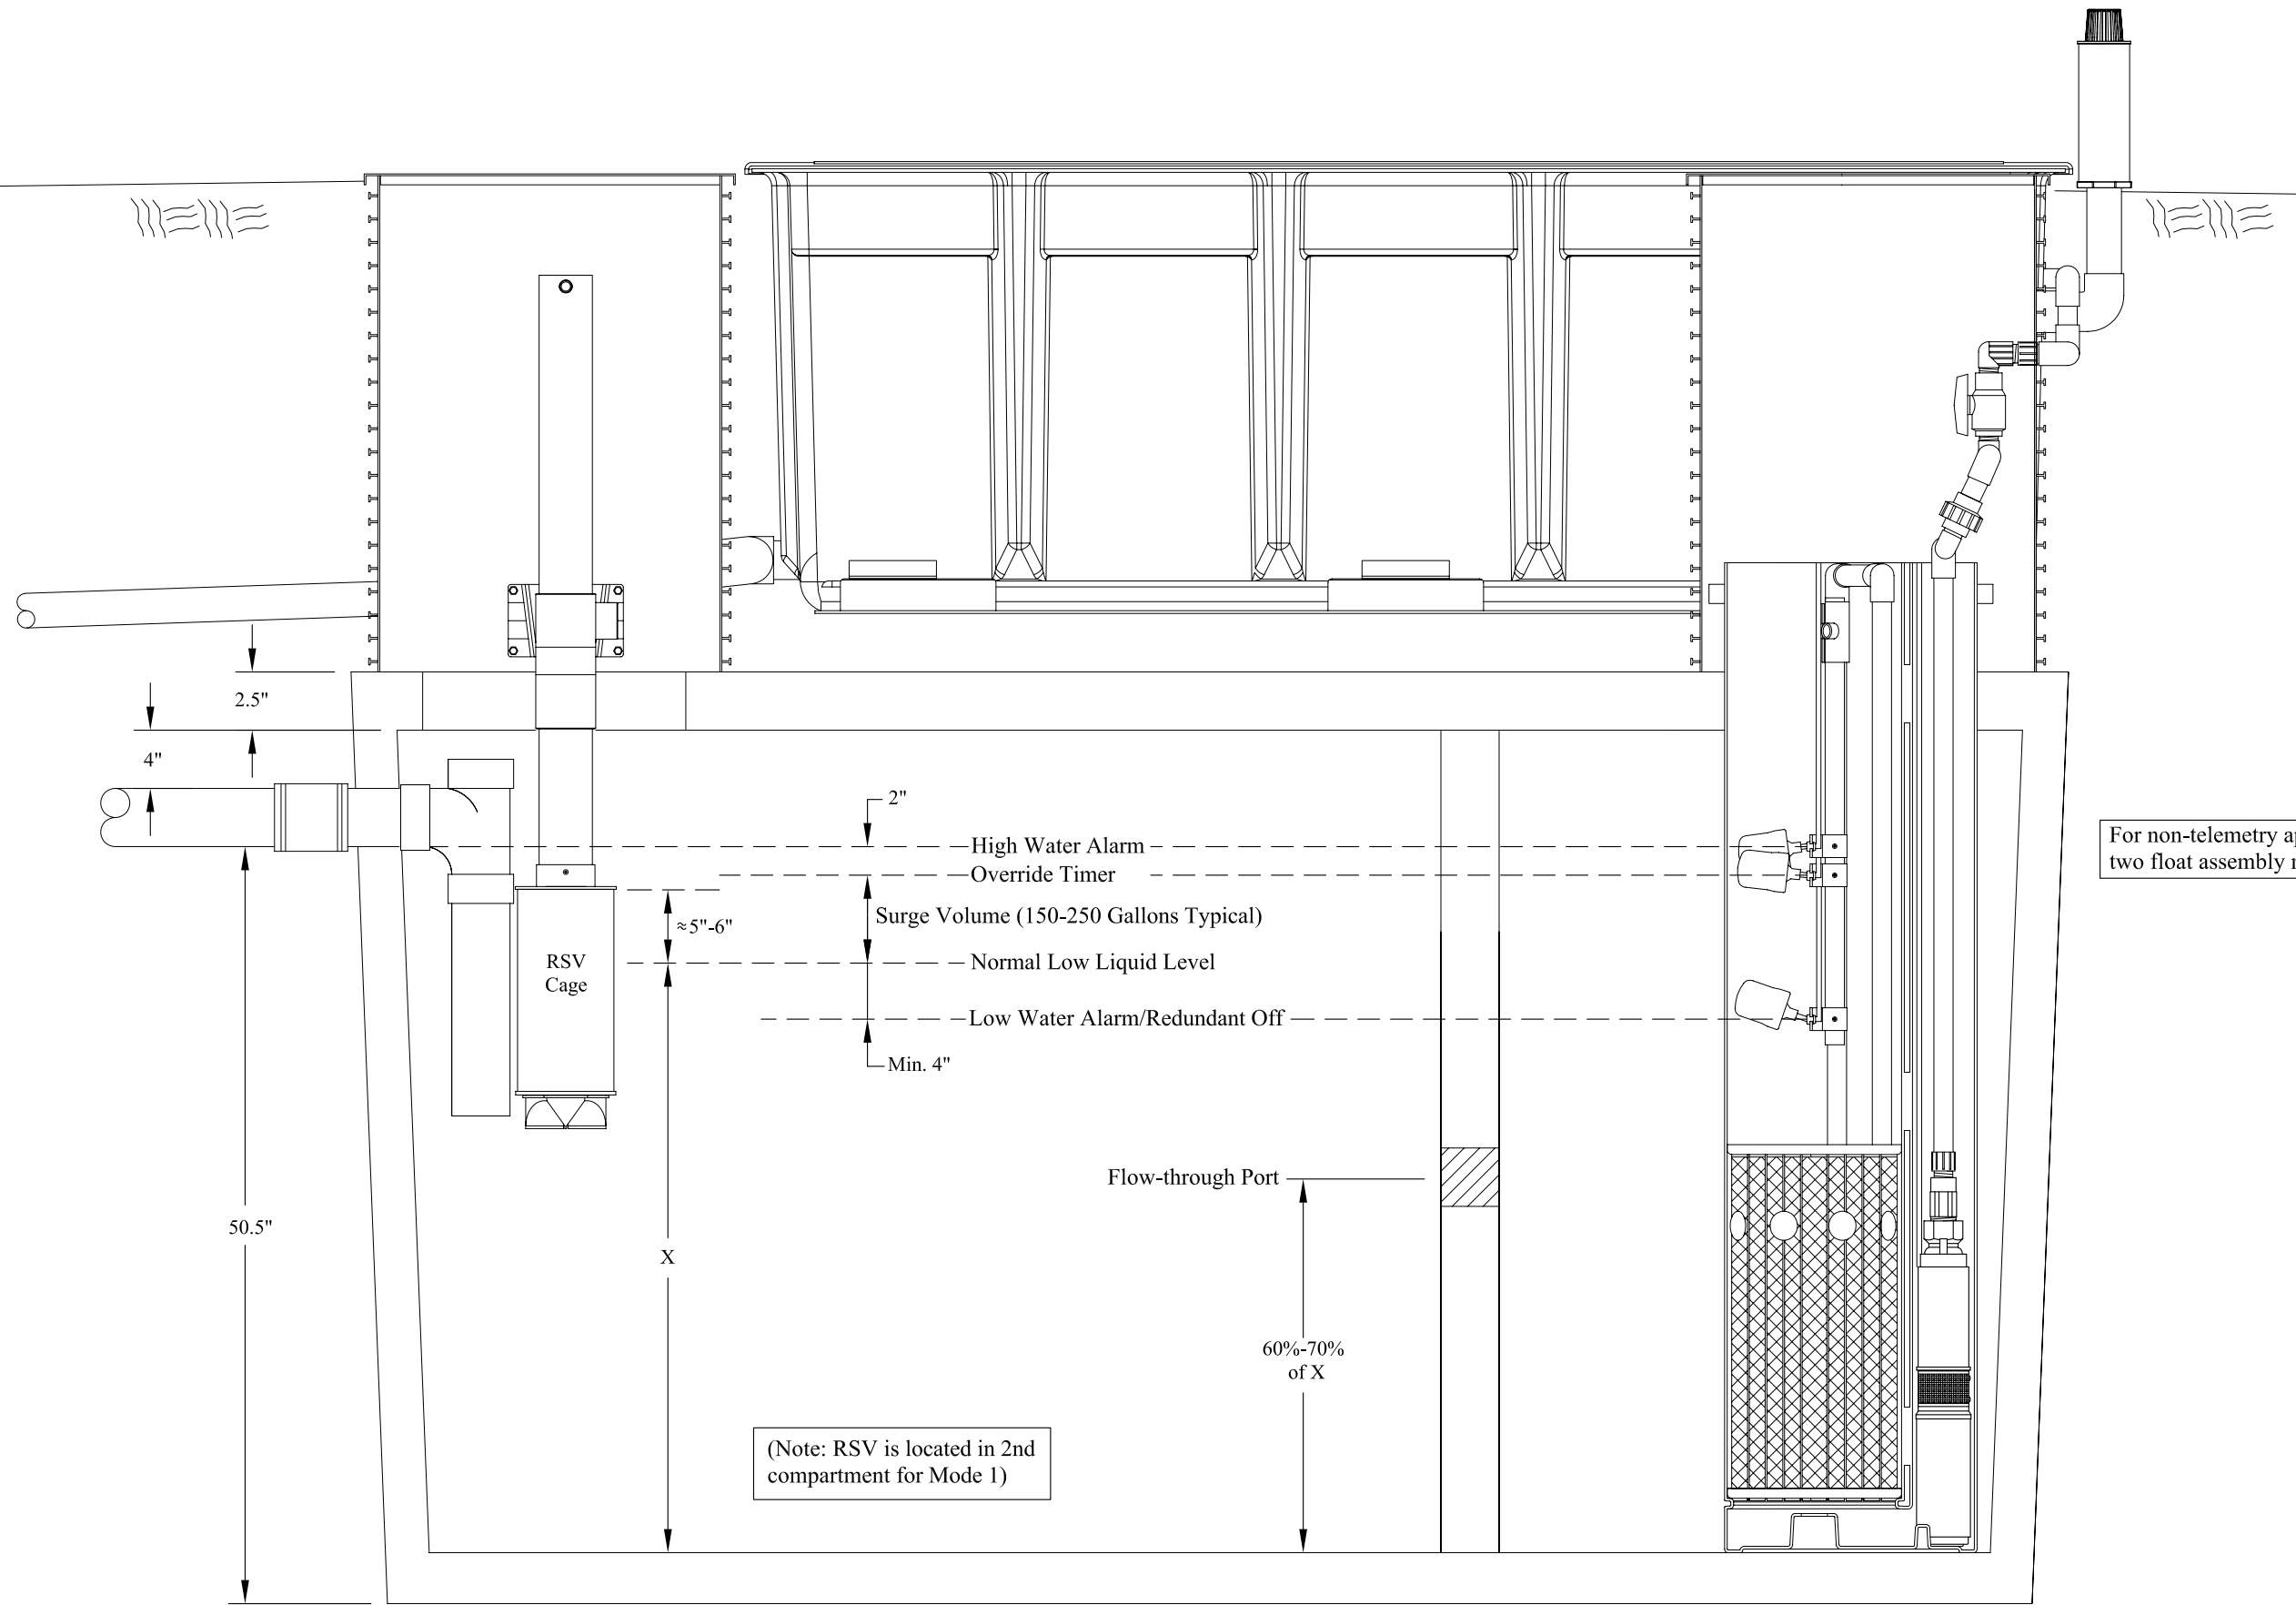 2.5"
4"
2"
High Water Alarm
Override Timer
Surge Volume (150-250 Gallons Typical)
≈5"-6"
RSV
Cage
Normal Low Liquid Level
Low Water Alarm/Redundant Off
Min. 4"
For non-telemetry
two float assembly
Flow-through Port
50.5"
X
60%-70%
of X
(Note: RSV is located in 2nd
compartment for Mode 1)